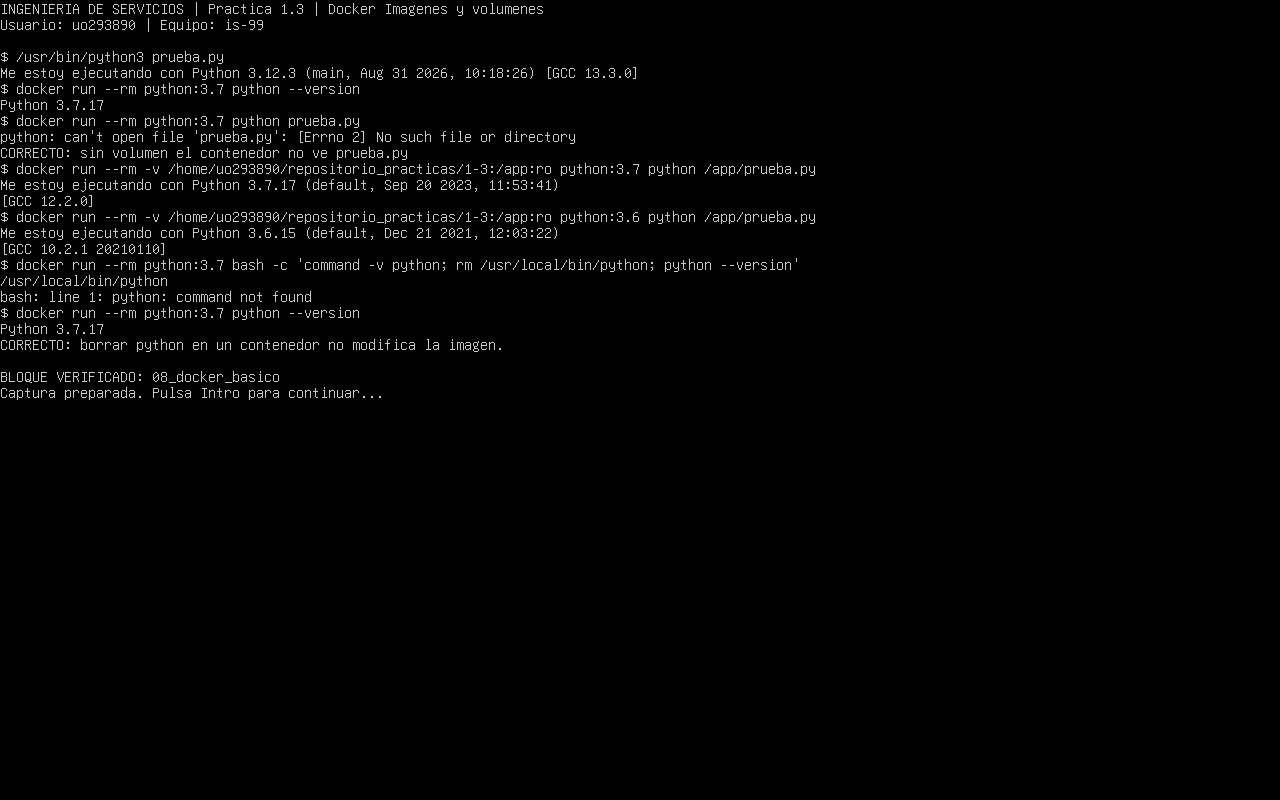 INGENIERIA DE SERVICIOS | Practica 1.3 | Docker Imagenes y volumenes
Usuario: uo293890 | Equipo: is-99
$ /usr/bin/python3 prueba.py
Me estoy ejecutando con Python 3.12.3 (main, Aug 31 2026, 10:18:26) [GCC 13.3.0]
$ docker run --rm python:3.7 python --version
Python 3.7.17
$ docker run --rm python:3.7 python prueba.py
python: can't open file 'prueba.py': [Errno 2] No such file or directory
CORRECTO: sin volumen el contenedor no ve prueba.py
$ docker run --rm -v /home/uo293890/repositorio_practicas/1-3:/app:ro python:3.7 python /app/prueba.py
Me estoy ejecutando con Python 3.7.17 (default, Sep 20 2023, 11:53:41)
[GCC 12.2.0]
$ docker run --rm -v /home/uo293890/repositorio_practicas/1-3:/app:ro python:3.6 python /app/prueba.py
Me estoy ejecutando con Python 3.6.15 (default, Dec 21 2021, 12:03:22)
[GCC 10.2.1 20210110]
$ docker run --rm python:3.7 bash -c 'command -v python; rm /usr/local/bin/python; python --version'
/usr/local/bin/python
bash: line 1: python: command not found
$ docker run --rm python:3.7 python --version
Python 3.7.17
CORRECTO: borrar python en un contenedor no modifica la imagen.
BLOQUE VERIFICADO: 08_docker_basico
Captura preparada. Pulsa Intro para continuar...